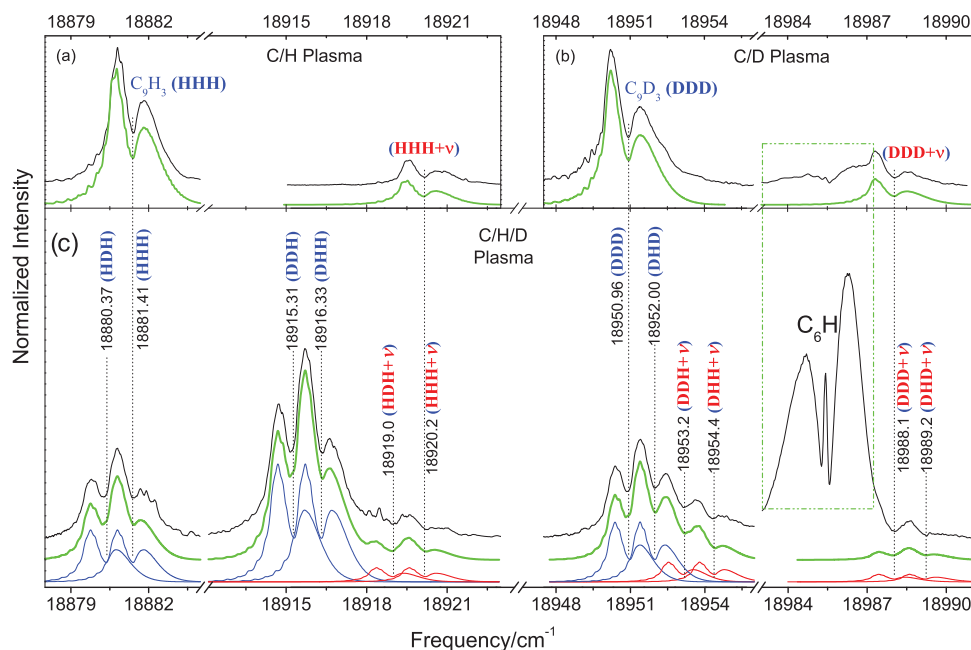 18879 18882 18915 18918 18921 18948 18951 18954 18984 18987 18990
(a) C/H Plasma (b) C/D Plasma
C₉H₃ (HHH) C₉D₃ (DDD)
(HHH+ν) (DDD+ν)
Normalized Intensity
(c) C/H/D
Plasma
18880.37 (HDH)
18881.41 (HHH)
18915.31 (DDH)
18916.33 (DHH)
18919.0 (HDH+ν)
18920.2 (HHH+ν)
18950.96 (DDD)
18952.00 (DHD)
18953.2 (DDH+ν)
18954.4 (DHH+ν)
C₆H
18988.1 (DDD+ν)
18989.2 (DHD+ν)
18879 18882 18915 18918 18921 18948 18951 18954 18984 18987 18990
Frequency/cm⁻¹